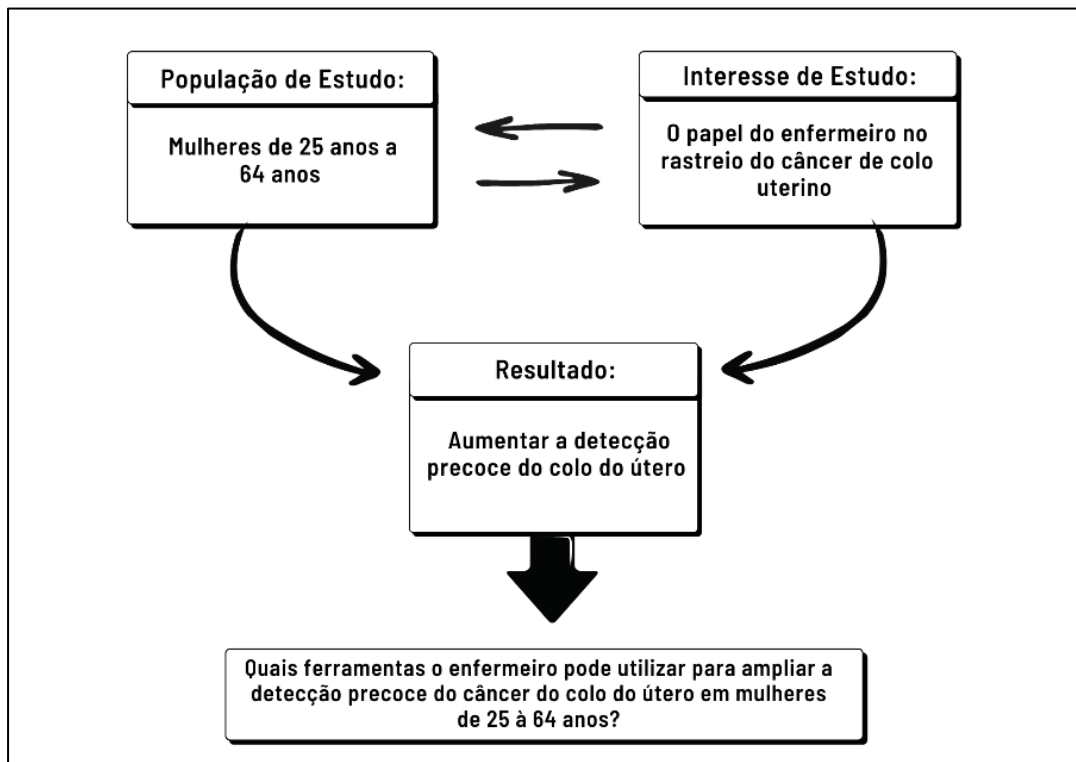 População de Estudo:
Mulheres de 25 anos a
64 anos
Interesse de Estudo:
O papel do enfermeiro no
rastreio do câncer de colo
uterino
Resultado:
Aumentar a detecção
precoce do colo do útero
Quais ferramentas o enfermeiro pode utilizar para ampliar a
detecção precoce do câncer do colo do útero em mulheres
de 25 à 64 anos?